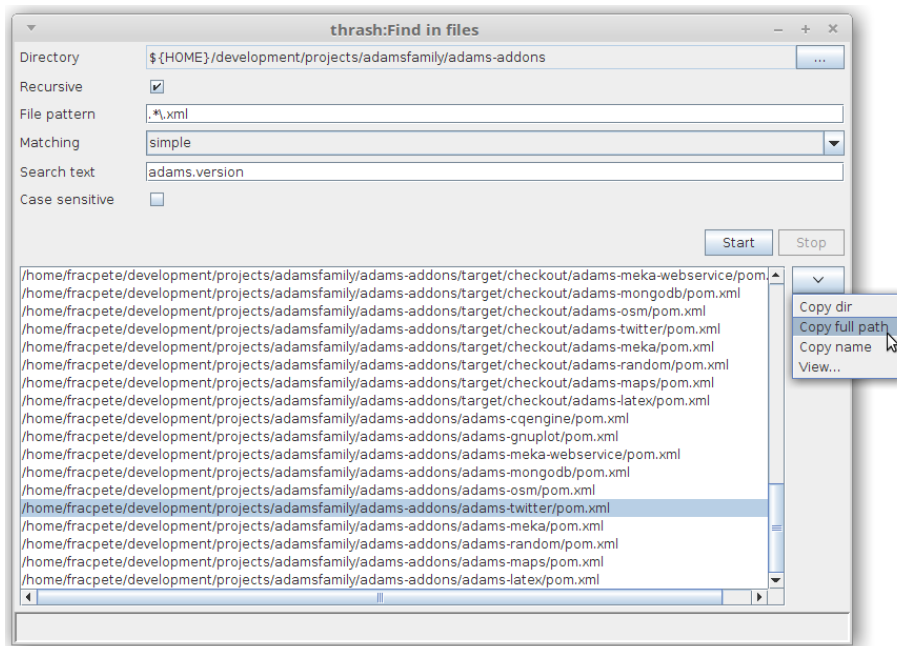 thrash:Find in files
Directory ${HOME}/development/projects/adamsfamily/adams-addons ...
Recursive
File pattern .*\.xml
Matching simple
Search text adams.version
Case sensitive
Start Stop
/home/fracpete/development/projects/adamsfamily/adams-addons/target/checkout/adams-meka-webservice/pom.
/home/fracpete/development/projects/adamsfamily/adams-addons/target/checkout/adams-mongodb/pom.xml
/home/fracpete/development/projects/adamsfamily/adams-addons/target/checkout/adams-osm/pom.xml
/home/fracpete/development/projects/adamsfamily/adams-addons/target/checkout/adams-twitter/pom.xml
/home/fracpete/development/projects/adamsfamily/adams-addons/target/checkout/adams-meka/pom.xml
/home/fracpete/development/projects/adamsfamily/adams-addons/target/checkout/adams-random/pom.xml
/home/fracpete/development/projects/adamsfamily/adams-addons/target/checkout/adams-maps/pom.xml
/home/fracpete/development/projects/adamsfamily/adams-addons/target/checkout/adams-latex/pom.xml
/home/fracpete/development/projects/adamsfamily/adams-addons/adams-cqengine/pom.xml
/home/fracpete/development/projects/adamsfamily/adams-addons/adams-gnuplot/pom.xml
/home/fracpete/development/projects/adamsfamily/adams-addons/adams-meka-webservice/pom.xml
/home/fracpete/development/projects/adamsfamily/adams-addons/adams-mongodb/pom.xml
/home/fracpete/development/projects/adamsfamily/adams-addons/adams-osm/pom.xml
/home/fracpete/development/projects/adamsfamily/adams-addons/adams-twitter/pom.xml
/home/fracpete/development/projects/adamsfamily/adams-addons/adams-meka/pom.xml
/home/fracpete/development/projects/adamsfamily/adams-addons/adams-random/pom.xml
/home/fracpete/development/projects/adamsfamily/adams-addons/adams-maps/pom.xml
/home/fracpete/development/projects/adamsfamily/adams-addons/adams-latex/pom.xml
Copy dir
Copy full path
Copy name
View...